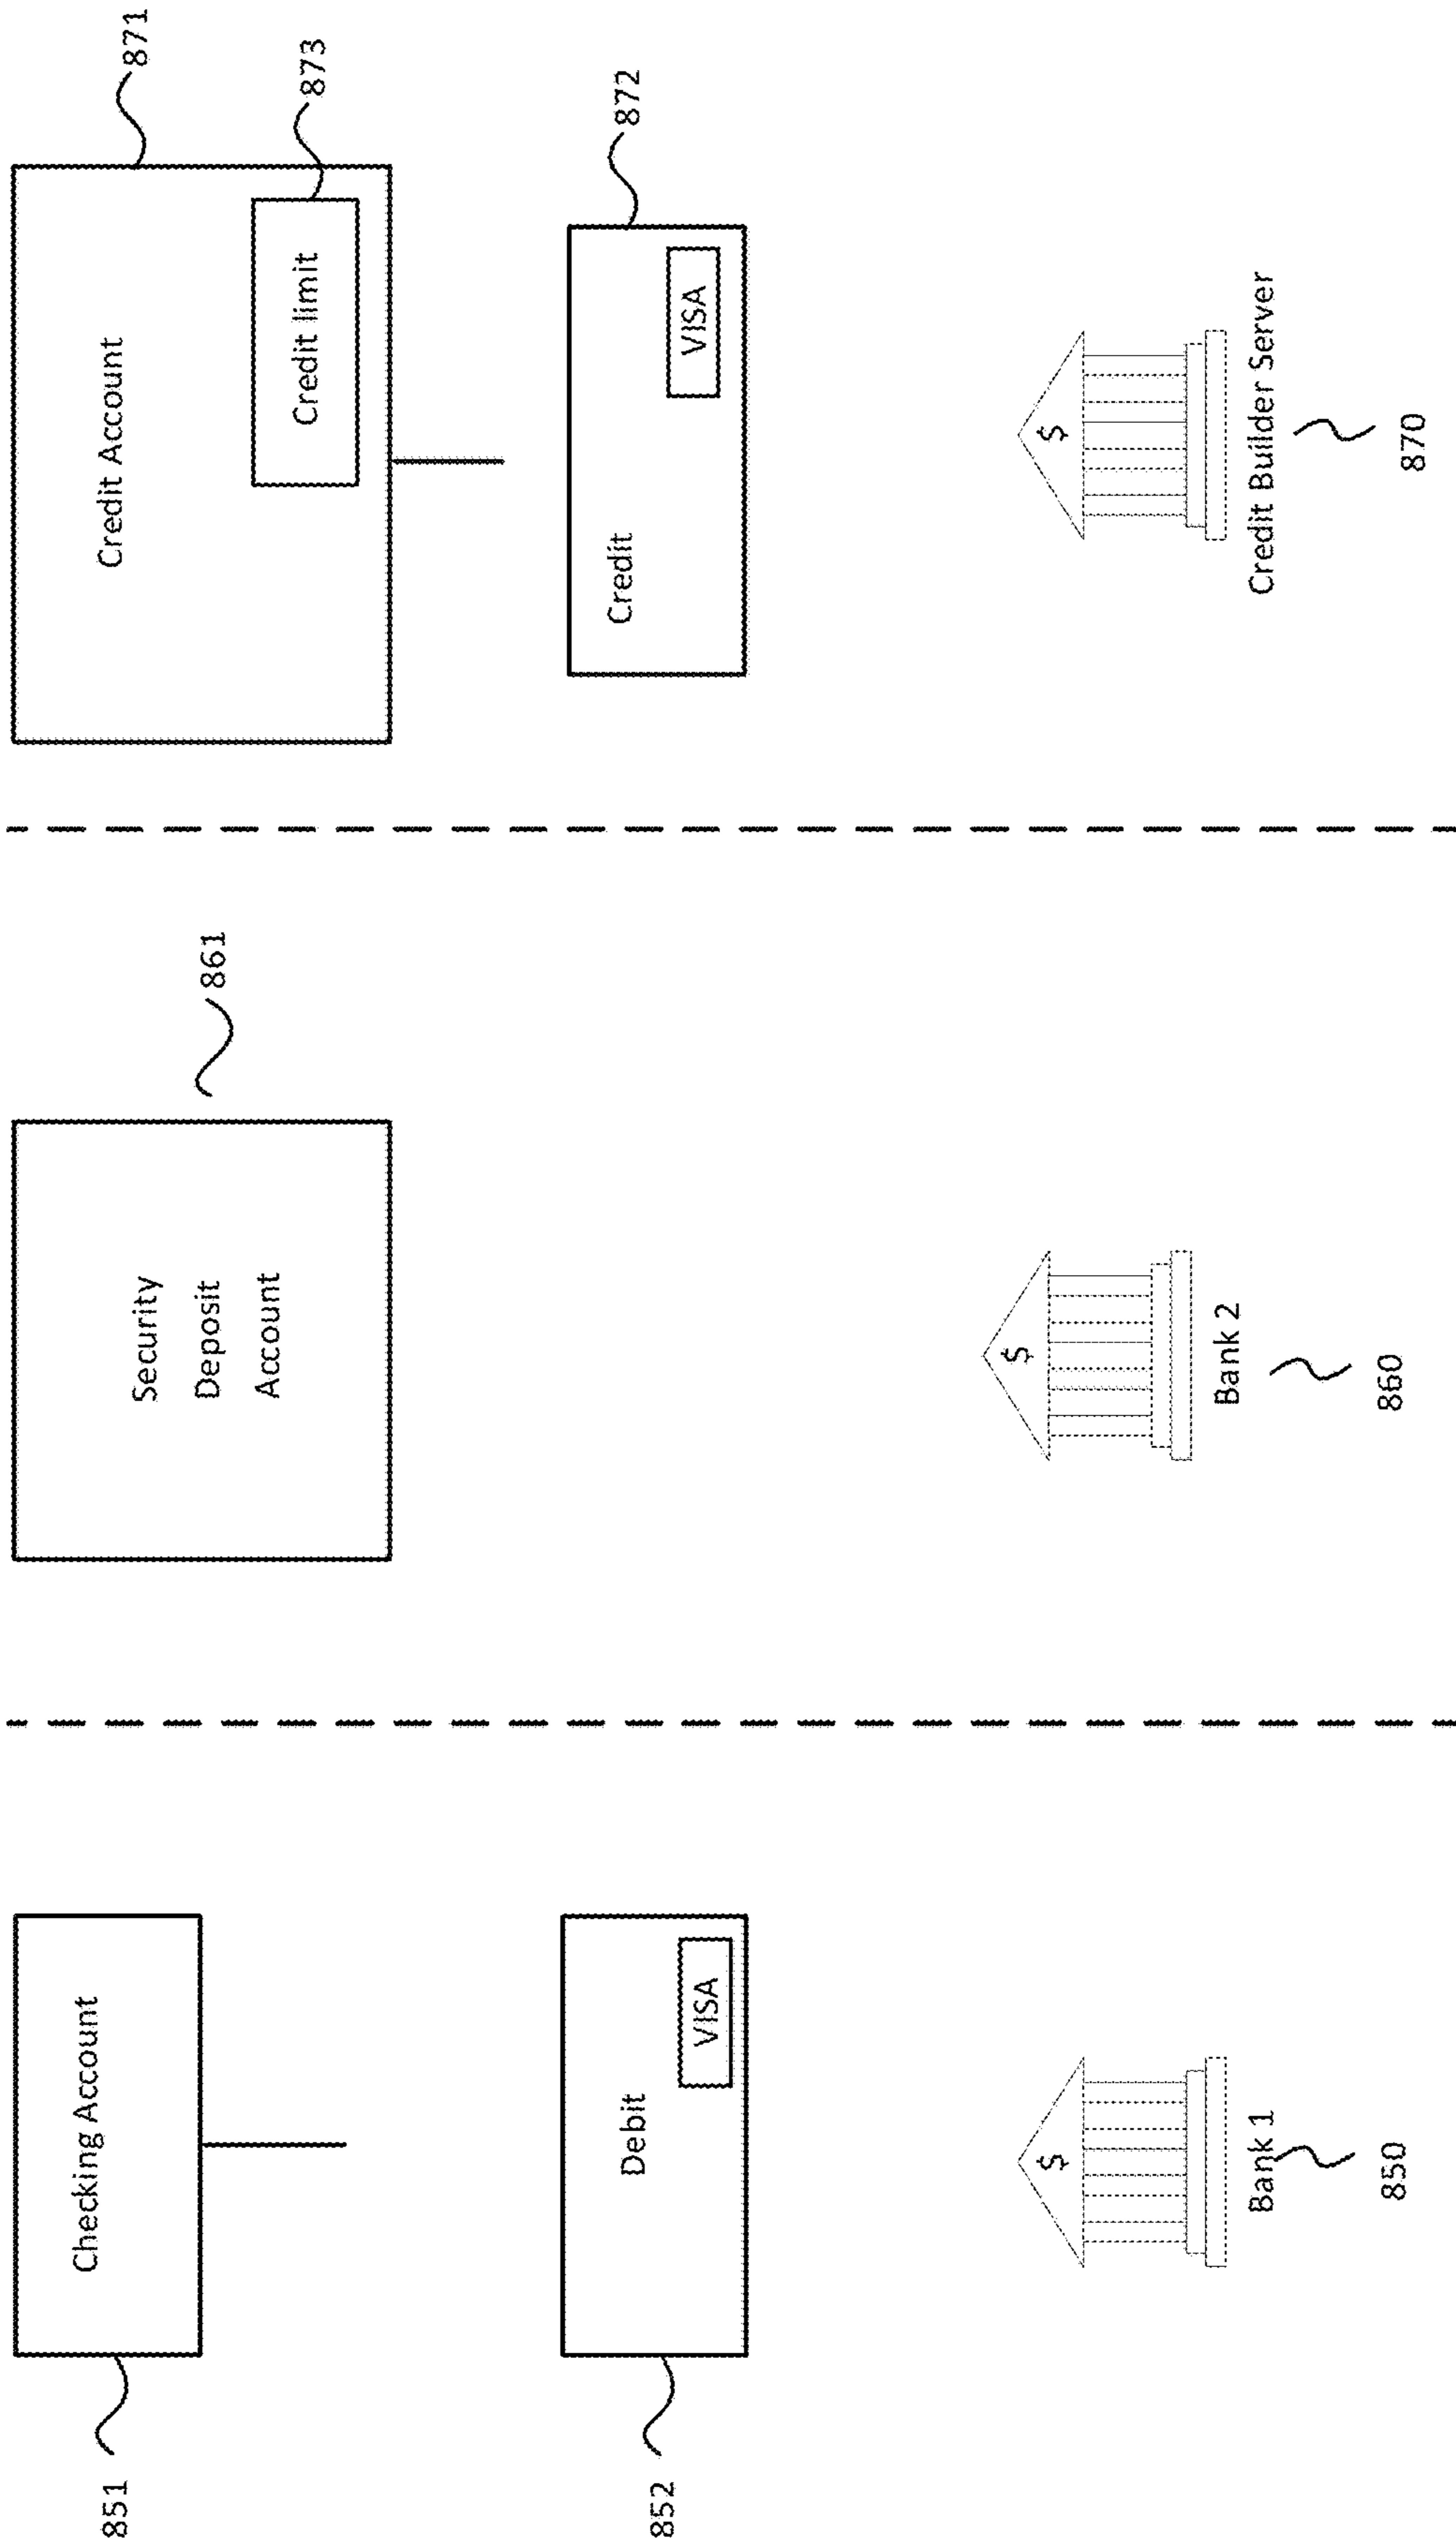 851
Checking Account
852
Debit
VISA
$
Bank 1
850
861
Security
Deposit
Account
$
Bank 2
860
871
Credit Account
873
Credit limit
872
Credit
VISA
$
Credit Builder Server
870